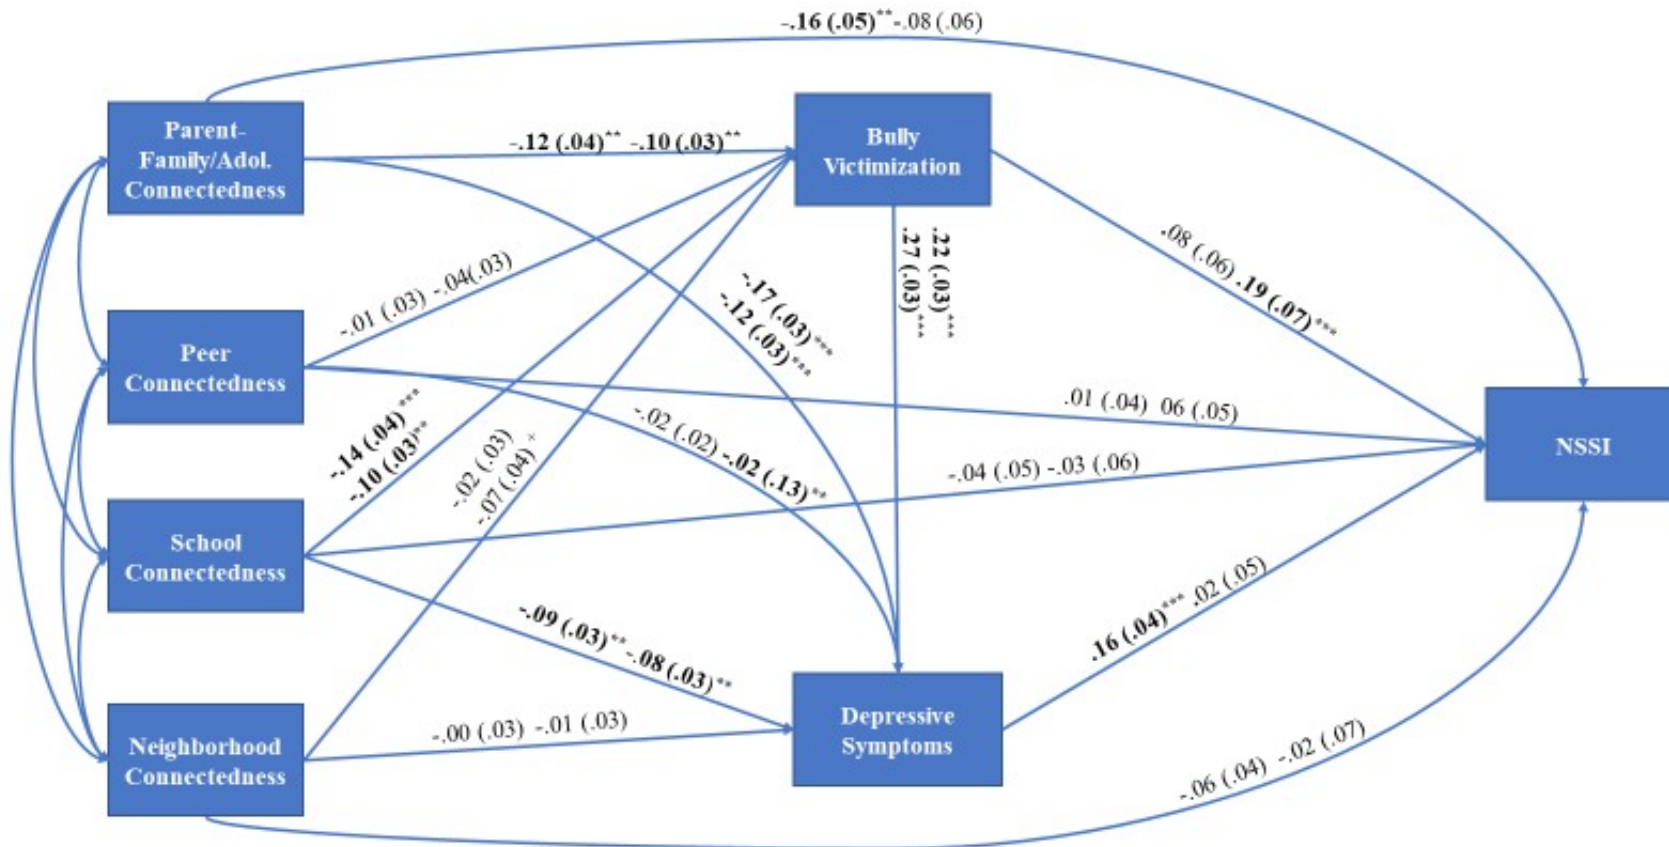 -.16 (.05)**-.08 (.06)
Parent-
Family/Adol.
Connectedness
Bully
Victimization
-.12 (.04)** -.10 (.03)**
.22 (.03)***
.27 (.03)***
.08 (.06) .19 (.07)***
-.01 (.03) -.04(.03)
-.17 (.03)***
-.12 (.03)***
Peer
Connectedness
.01 (.04) 06 (.05)
NSSI
-.14 (.04)***
-.10 (.03)**
-.02 (.03)
-.07 (.04)+
-.02 (.02) -.02 (.13)**
-.04 (.05) -.03 (.06)
School
Connectedness
-.09 (.03)** -.08 (.03)**
.16 (.04)*** .02 (.05)
Neighborhood
Connectedness
-.00 (.03) -.01 (.03)
Depressive
Symptoms
-.06 (.04) -.02 (.07)